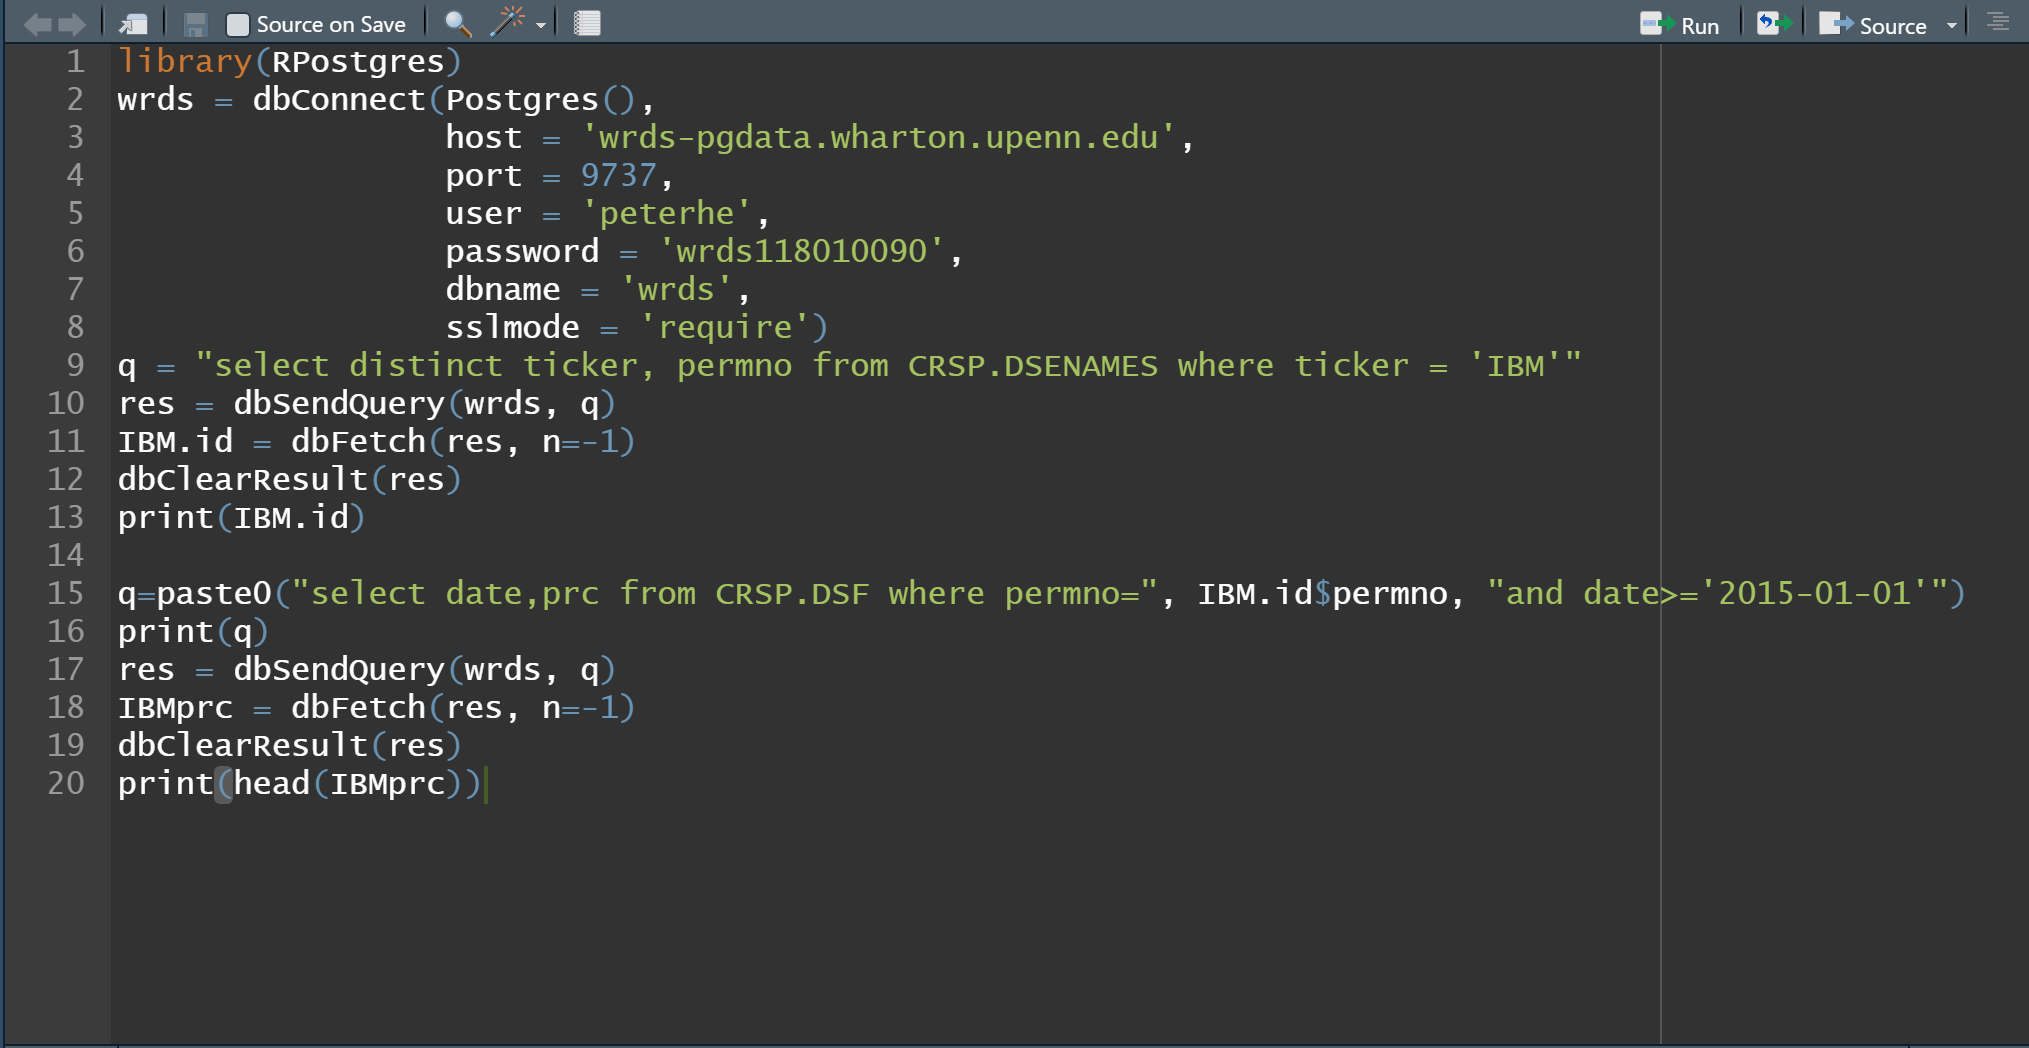 Source on Save Run Source
1 library(RPostgres)
2 wrds = dbConnect(Postgres(),
3 host = 'wrds-pgdata.wharton.upenn.edu',
4 port = 9737,
5 user = 'peterhe',
6 password = 'wrds118010090',
7 dbname = 'wrds',
8 sslmode = 'require')
9 q = "select distinct ticker, permno from CRSP.DSENAMES where ticker = 'IBM'"
10 res = dbSendQuery(wrds, q)
11 IBM.id = dbFetch(res, n=-1)
12 dbClearResult(res)
13 print(IBM.id)
14
15 q=paste0("select date,prc from CRSP.DSF where permno=", IBM.id$permno, "and date>='2015-01-01'")
16 print(q)
17 res = dbSendQuery(wrds, q)
18 IBMprc = dbFetch(res, n=-1)
19 dbClearResult(res)
20 print(head(IBMprc))